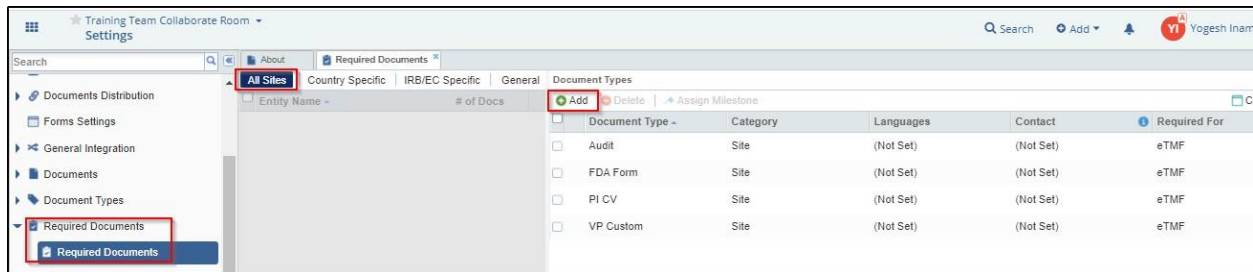 Training Team Collaborate Room
Settings
Search
Add
A
YI
Yogesh Inam
Search
About
Required Documents
All Sites
Country Specific
IRB/EC Specific
General
Document Types
Documents Distribution
Entity Name
# of Docs
Add
Delete
Assign Milestone
C
Forms Settings
Document Type
Category
Languages
Contact
Required For
General Integration
Audit
Site
(Not Set)
(Not Set)
eTMF
Documents
FDA Form
Site
(Not Set)
(Not Set)
eTMF
Document Types
PI CV
Site
(Not Set)
(Not Set)
eTMF
Required Documents
VP Custom
Site
(Not Set)
(Not Set)
eTMF
Required Documents